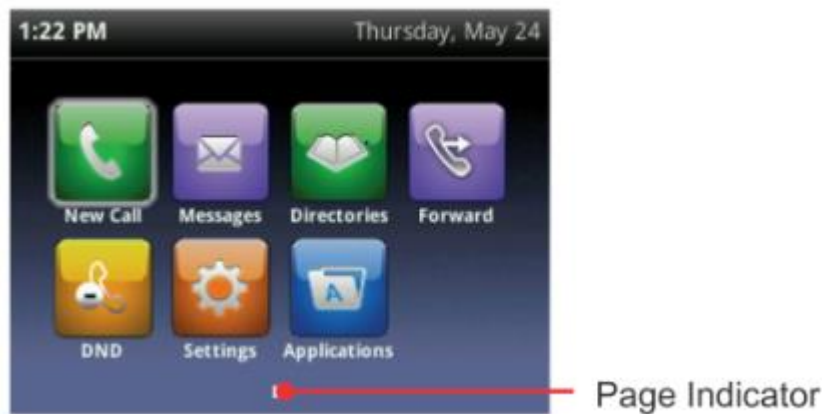 1:22 PM Thursday, May 24
New Call Messages Directories Forward
A
DND Settings Applications
Page Indicator